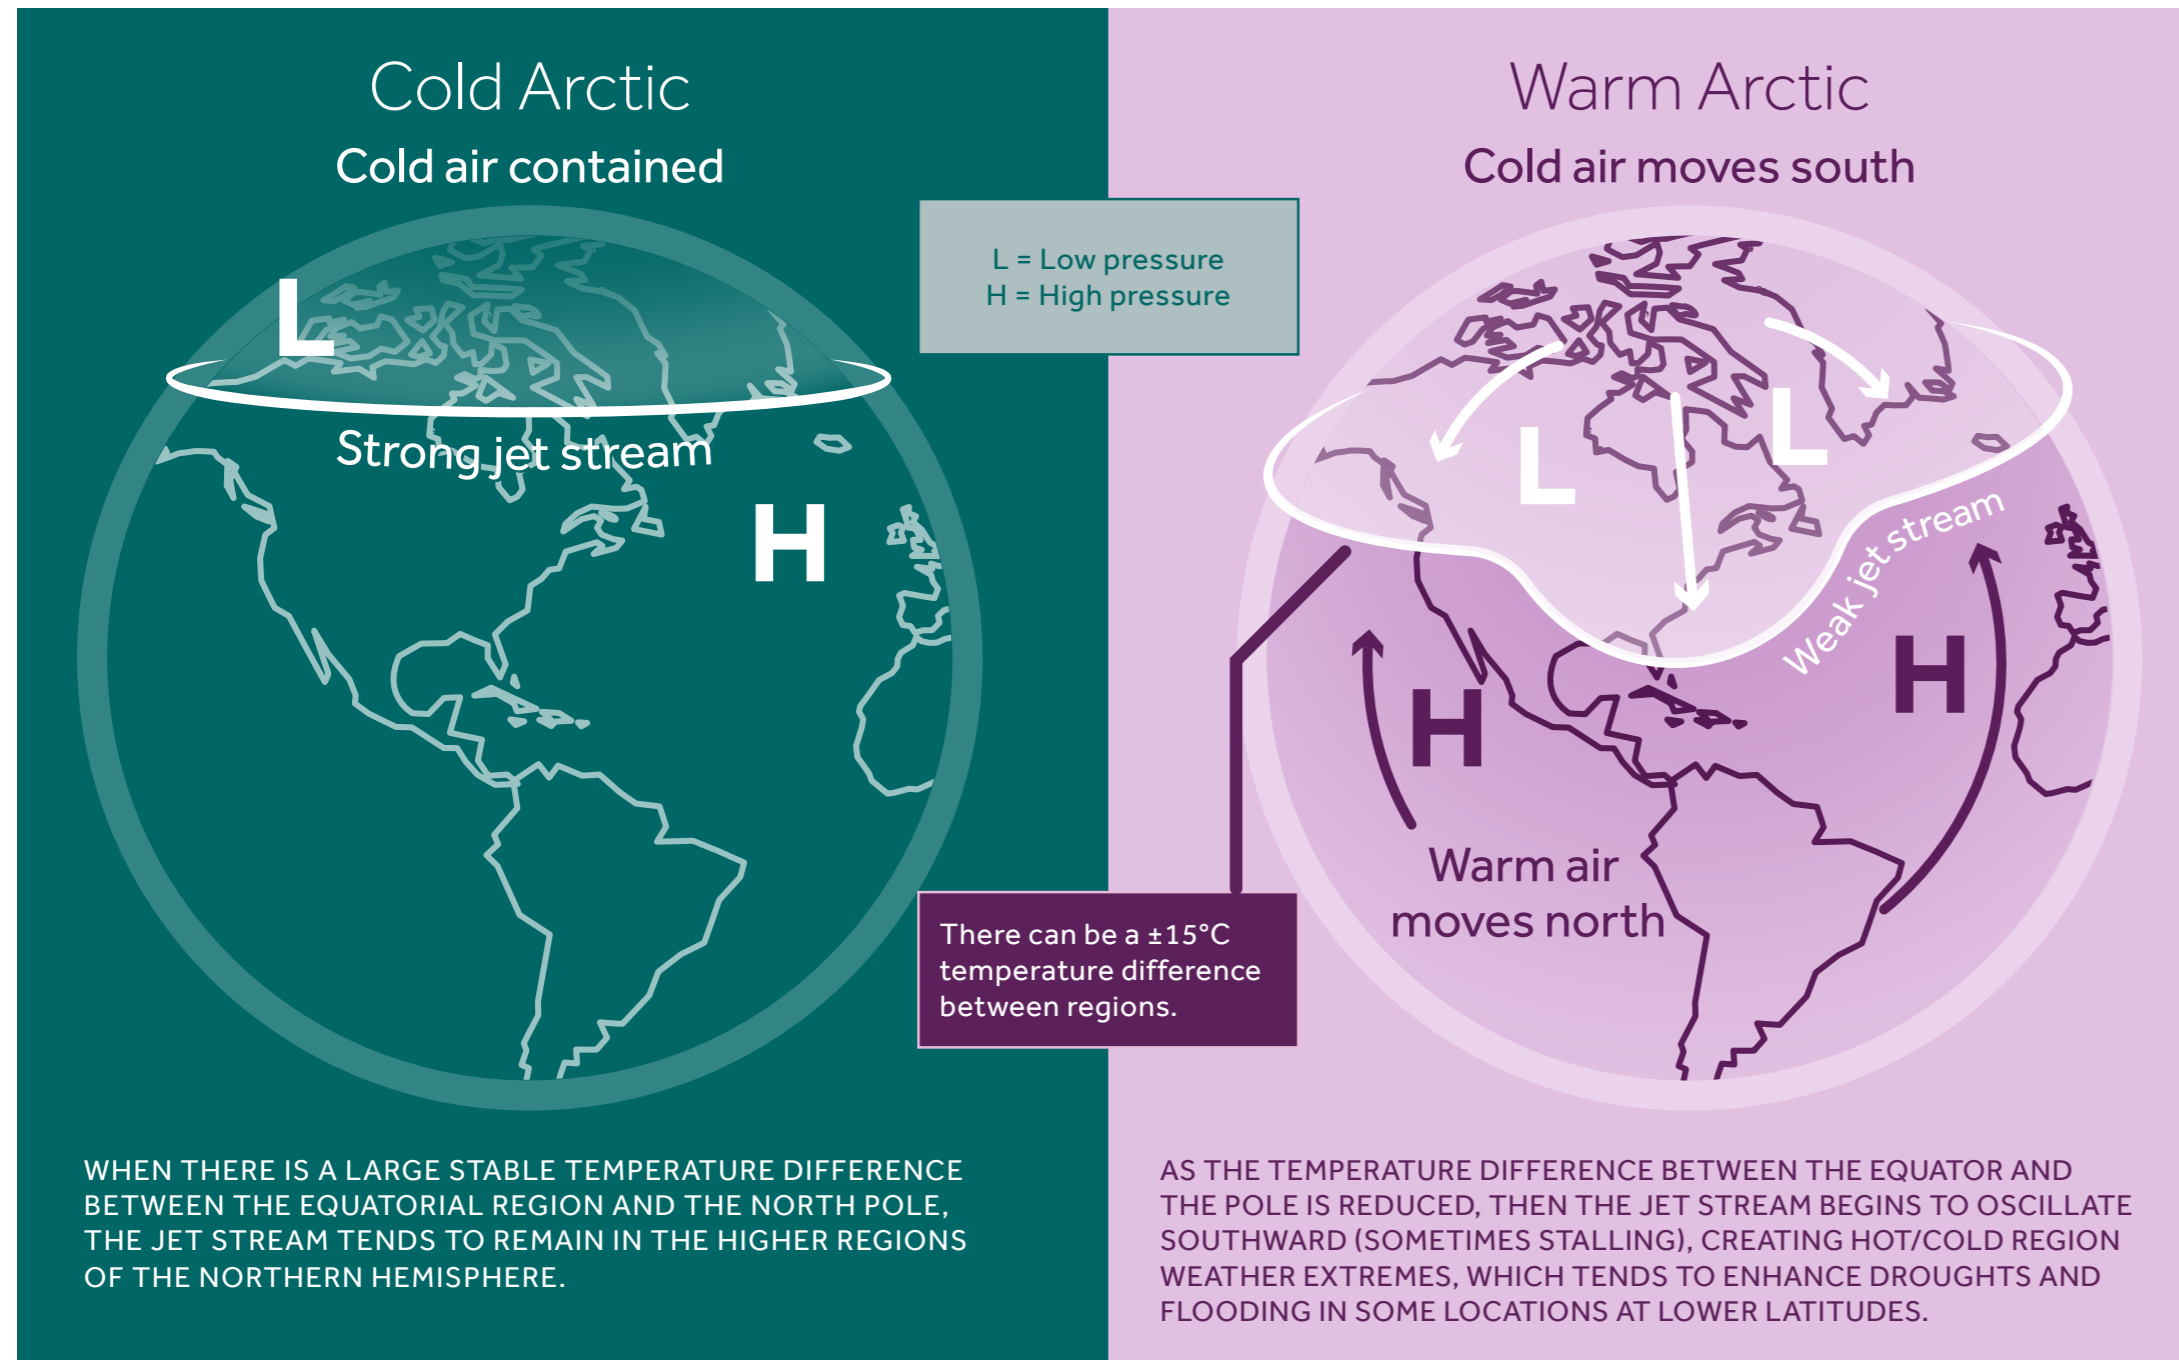 Cold Arctic
Cold air contained
L
Strong jet stream
H
WHEN THERE IS A LARGE STABLE TEMPERATURE DIFFERENCE
BETWEEN THE EQUATORIAL REGION AND THE NORTH POLE,
THE JET STREAM TENDS TO REMAIN IN THE HIGHER REGIONS
OF THE NORTHERN HEMISPHERE.
L = Low pressure
H = High pressure
Warm Arctic
Cold air moves south
L
L
Weak jet stream
H
H
Warm air
moves north
There can be a ±15°C
temperature difference
between regions.
AS THE TEMPERATURE DIFFERENCE BETWEEN THE EQUATOR AND
THE POLE IS REDUCED, THEN THE JET STREAM BEGINS TO OSCILLATE
SOUTHWARD (SOMETIMES STALLING), CREATING HOT/COLD REGION
WEATHER EXTREMES, WHICH TENDS TO ENHANCE DROUGHTS AND
FLOODING IN SOME LOCATIONS AT LOWER LATITUDES.